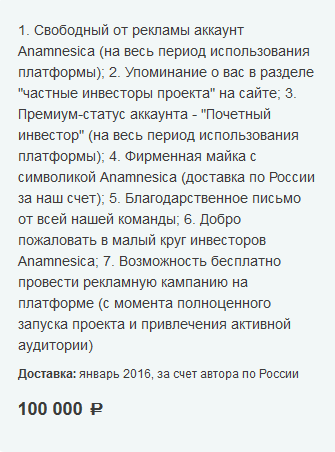 1. Свободный от рекламы аккаунт
Anamnesica (на весь период использования
платформы); 2. Упоминание о вас в разделе
"частные инвесторы проекта" на сайте; 3.
Премиум-статус аккаунта - "Почетный
инвестор" (на весь период использования
платформы); 4. Фирменная майка с
символикой Anamnesica (доставка по России
за наш счет); 5. Благодарственное письмо
от всей нашей команды; 6. Добро
пожаловать в малый круг инвесторов
Anamnesica; 7. Возможность бесплатно
провести рекламную кампанию на
платформе (с момента полноценного
запуска проекта и привлечения активной
аудитории)
Доставка: январь 2016, за счет автора по России
100 000 ₽